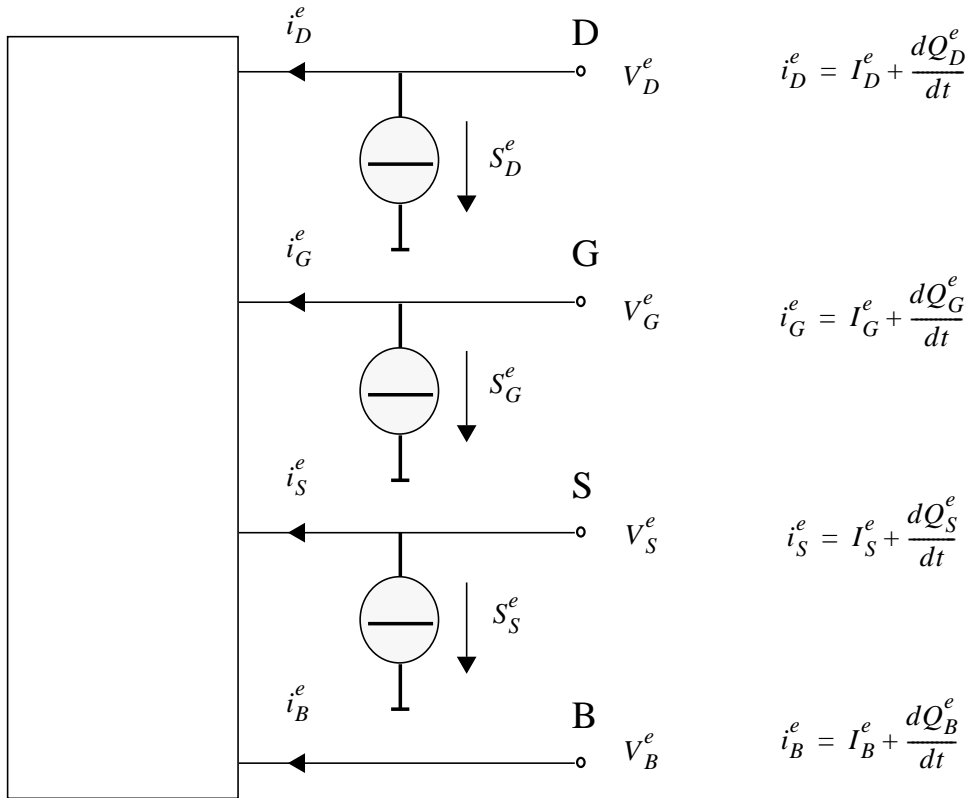 i_D^e D V_D^e i_D^e = I_D^e + dQ_D^e/dt
S_D^e
i_G^e G V_G^e i_G^e = I_G^e + dQ_G^e/dt
S_G^e
i_S^e S V_S^e i_S^e = I_S^e + dQ_S^e/dt
S_S^e
i_B^e B V_B^e i_B^e = I_B^e + dQ_B^e/dt